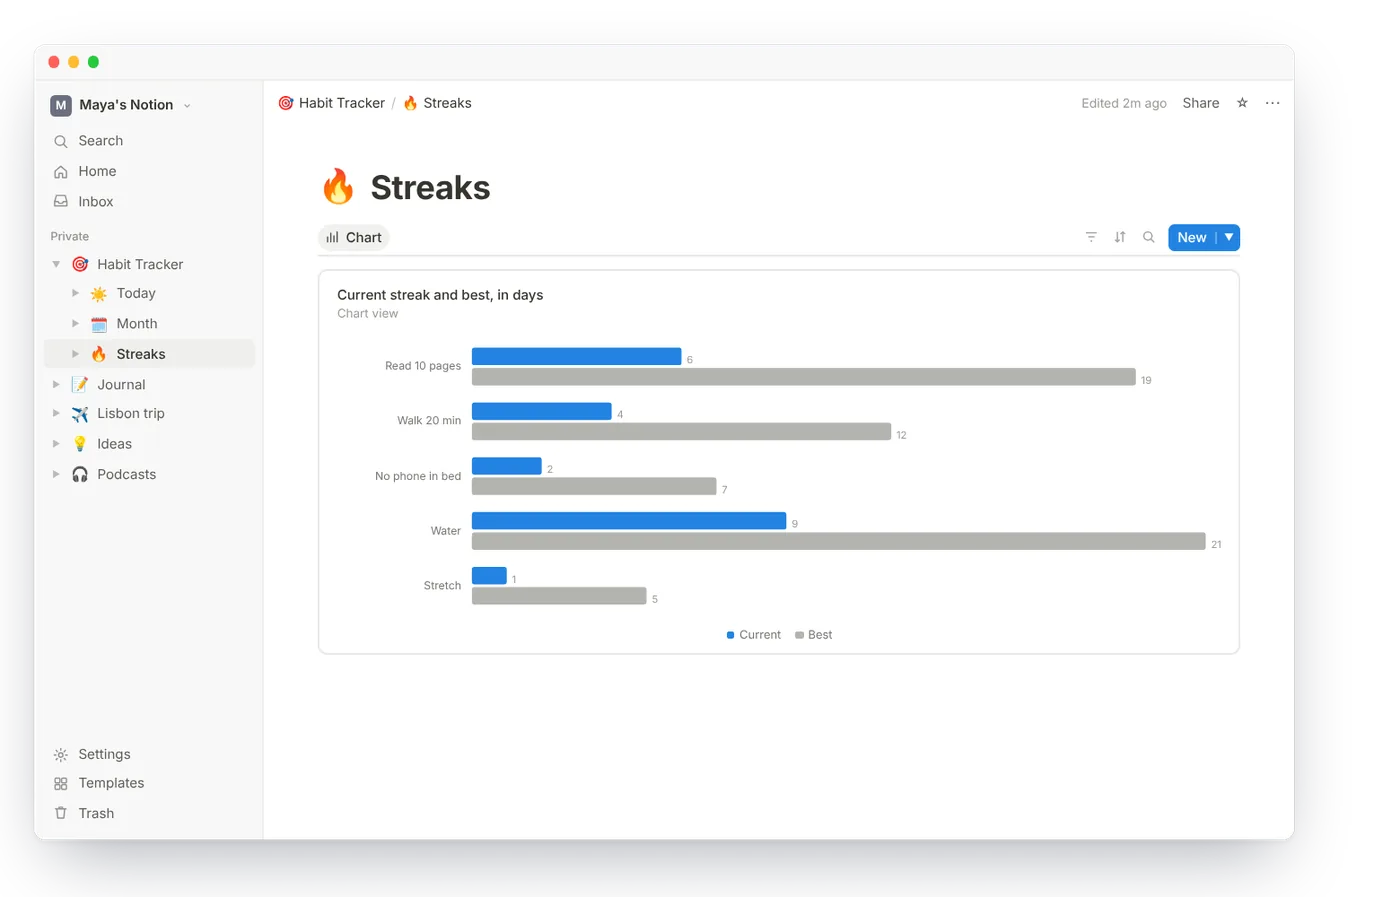 M Maya's Notion
Search
Home
Inbox
Private
Habit Tracker
Today
Month
Streaks
Journal
Lisbon trip
Ideas
Podcasts
Settings
Templates
Trash
Habit Tracker / Streaks
Edited 2m ago Share
Streaks
Chart
New
Current streak and best, in days
Chart view
Read 10 pages 6
19
Walk 20 min 4
12
No phone in bed 2
7
Water 9
21
Stretch 1
5
Current Best